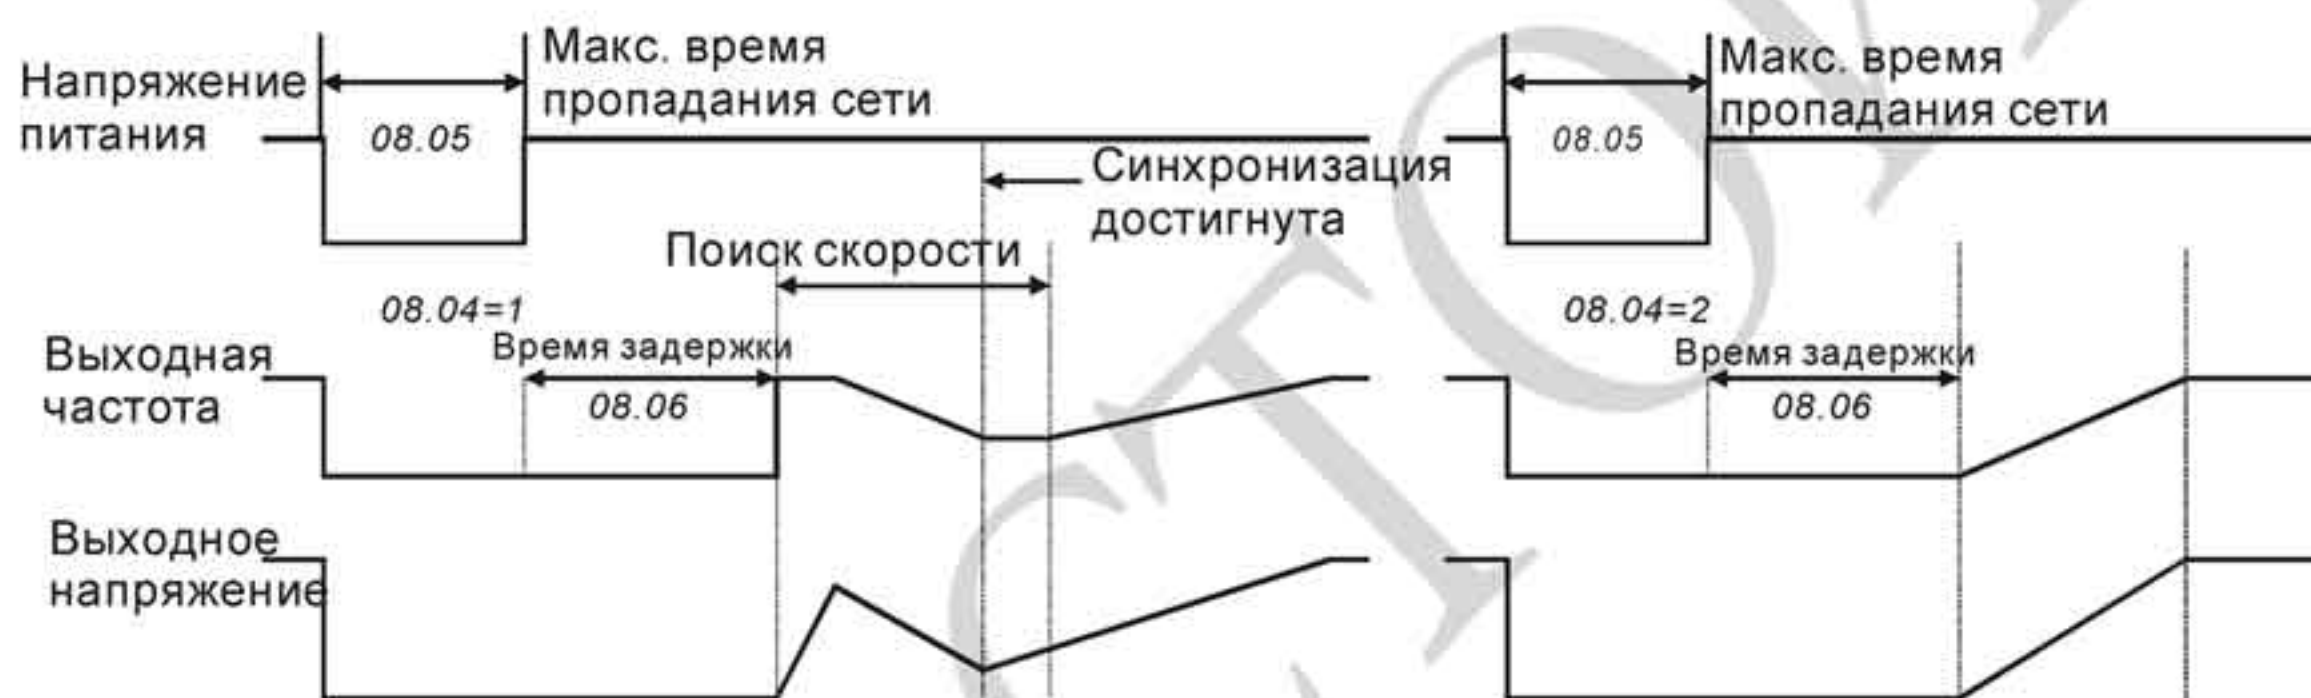 Напряжение
питания
08.05
Макс. время
пропадания сети
Синхронизация
достигнута
Поиск скорости
08.04=1
Время задержки
08.06
Выходная
частота
Выходное
напряжение
Макс. время
пропадания сети
08.05
08.04=2
Время задержки
08.06